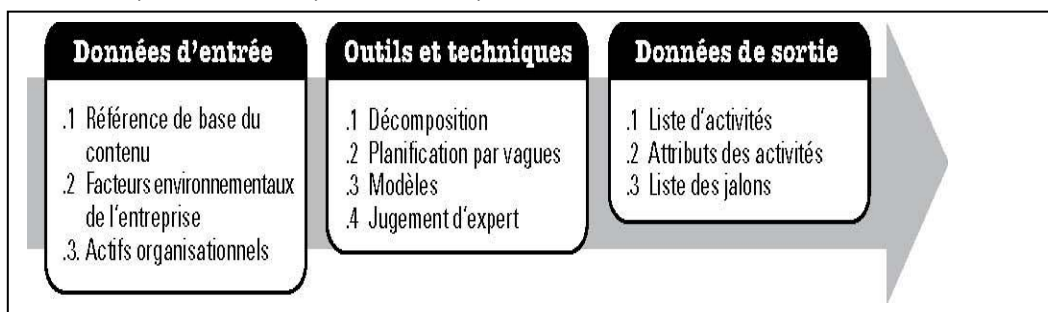 Données d'entrée
.1 Référence de base du
contenu
.2 Facteurs environnementaux
de l'entreprise
.3. Actifs organisationnels
Outils et techniques
.1 Décomposition
.2 Planification par vagues
.3 Modèles
.4 Jugement d'expert
Données de sortie
.1 Liste d'activités
.2 Attributs des activités
.3 Liste des jalons